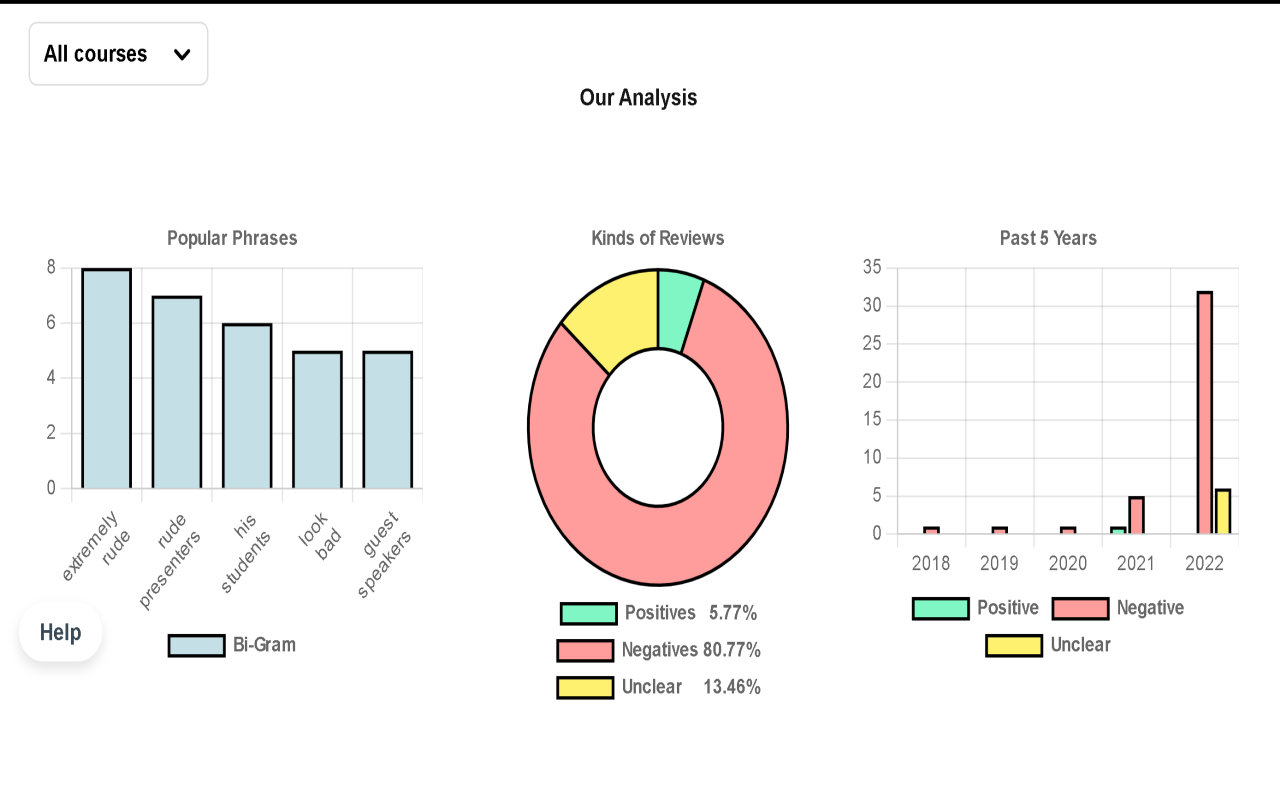 All courses
Our Analysis
Popular Phrases
8
6
4
2
0
extremely
rude
rude
presenters
his
students
look
bad
guest
speakers
Bi-Gram
Kinds of Reviews
Positives 5.77%
Negatives 80.77%
Unclear 13.46%
Past 5 Years
35
30
25
20
15
10
5
0
2018 2019 2020 2021 2022
Positive Negative
Unclear
Help